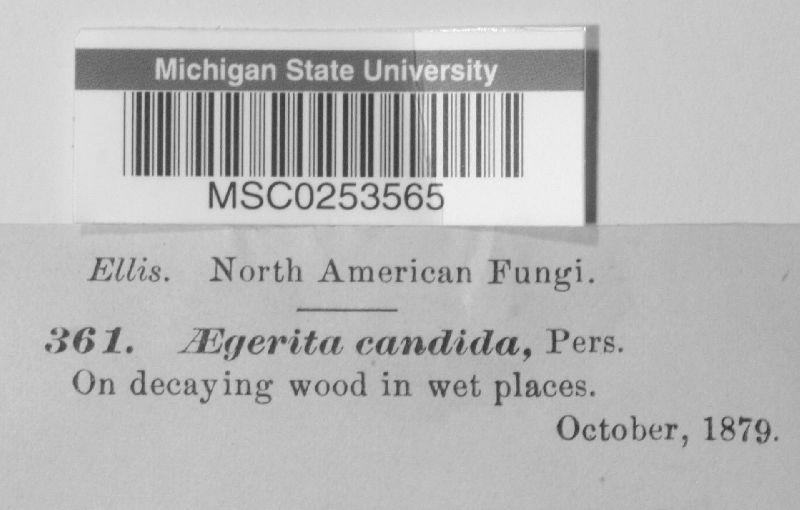 Michigan State University
MSC0253565
Ellis. North American Fungi.
361. Ægerita candida, Pers.
On decaying wood in wet places.
October, 1879.